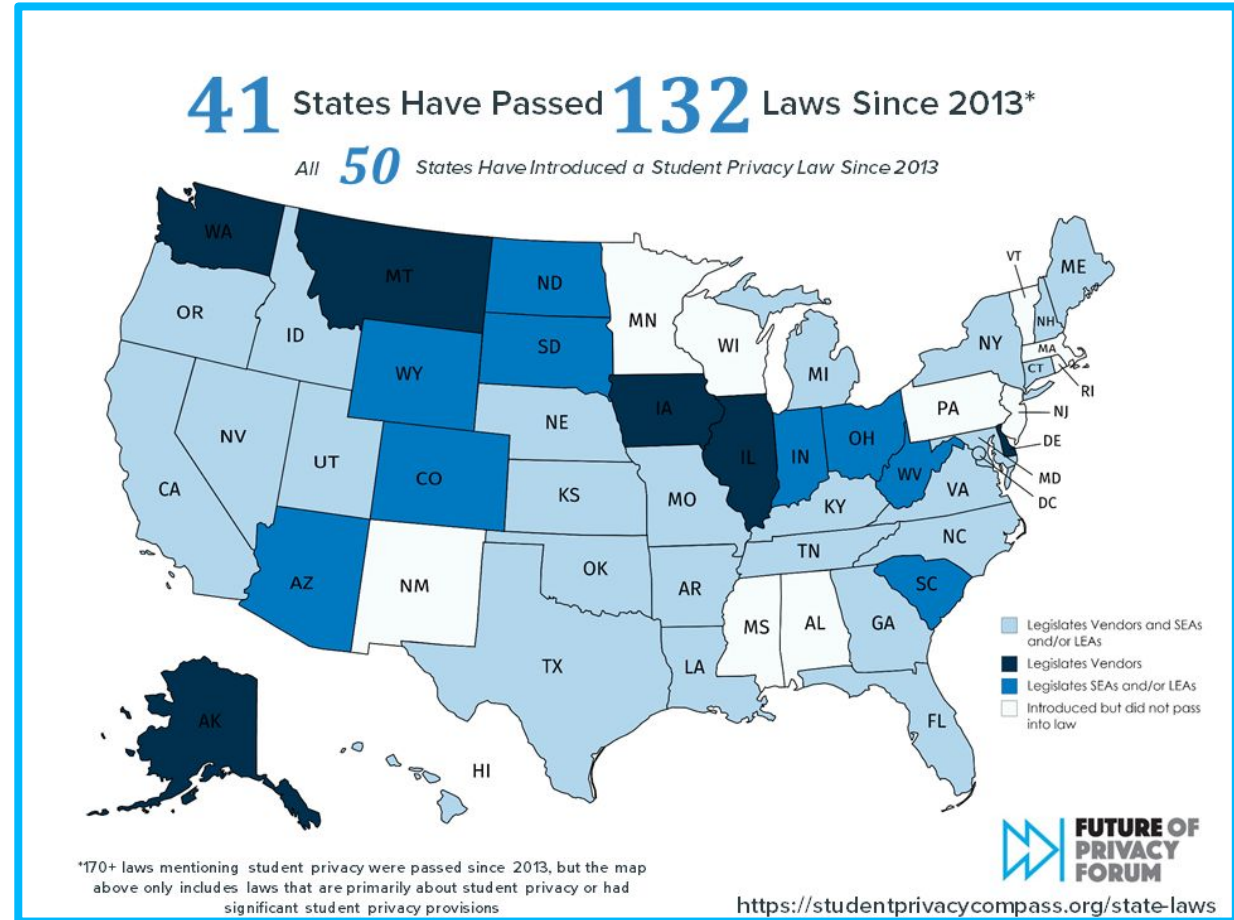 41 States Have Passed 132 Laws Since 2013*
All 50 States Have Introduced a Student Privacy Law Since 2013
WA
MT
ND
MN
VT
ME
OR
ID
SD
WI
NH
NY
MA
WY
MI
CT
RI
IA
PA
NJ
NE
NV
OH
DE
IL
IN
UT
CO
WV
MD
CA
KS
MO
VA
DC
KY
NC
TN
OK
AZ
NM
AR
SC
MS
AL
GA
TX
LA
FL
AK
HI
Legislates Vendors and SEAs
and/or LEAs
Legislates Vendors
Legislates SEAs and/or LEAs
Introduced but did not pass
into law
*170+ laws mentioning student privacy were passed since 2013, but the map
above only includes laws that are primarily about student privacy or had
significant student privacy provisions
FUTURE OF
PRIVACY
FORUM
https://studentprivacycompass.org/state-laws